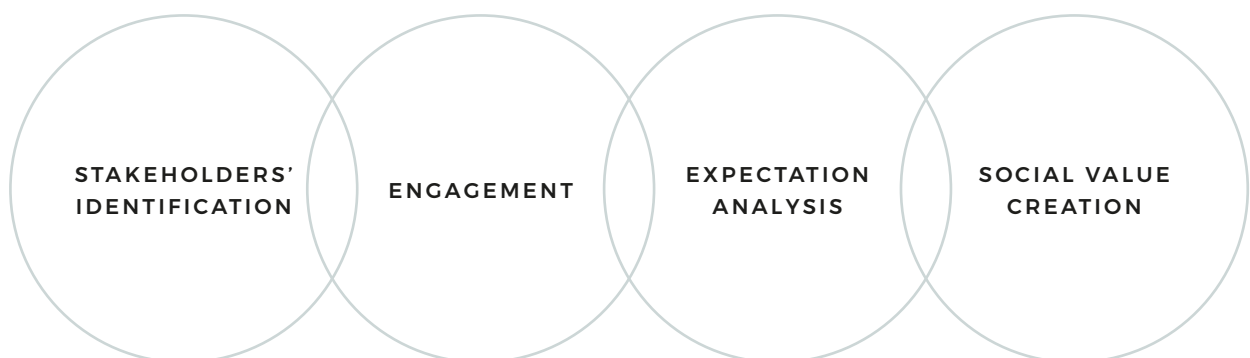 STAKEHOLDERS’
IDENTIFICATION
ENGAGEMENT
EXPECTATION
ANALYSIS
SOCIAL VALUE
CREATION